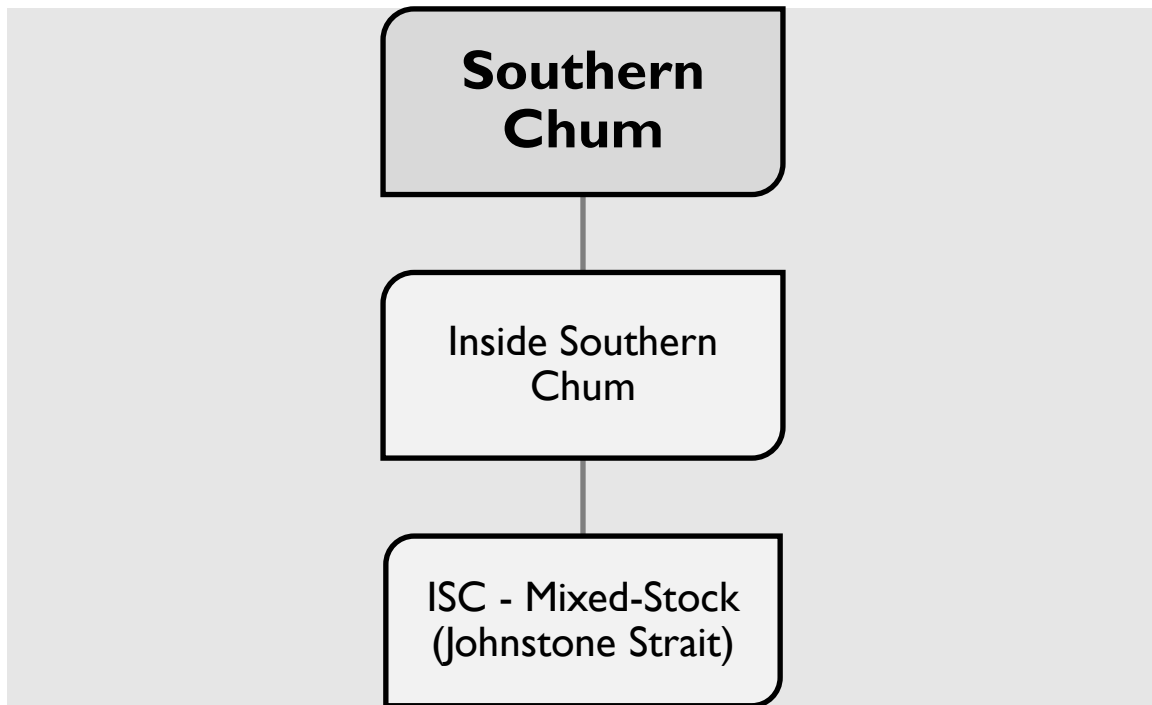 Southern
Chum
Inside Southern
Chum
ISC - Mixed-Stock
(Johnstone Strait)